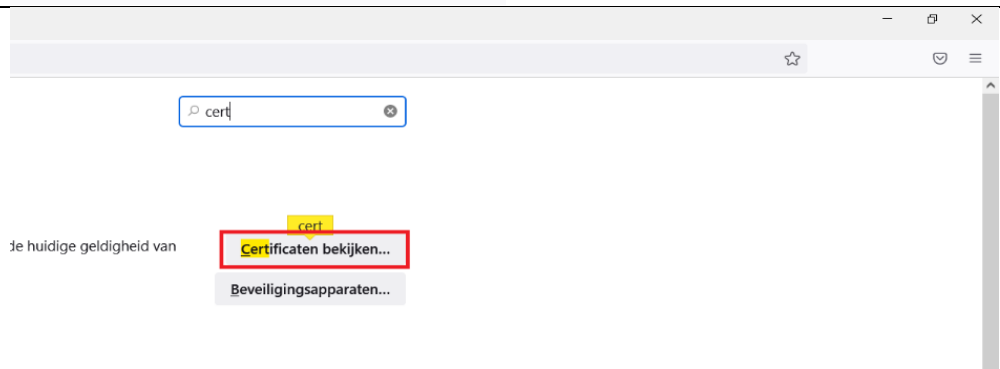 cert
cert
de huidige geldigheid van
Certificaten bekijken...
Beveiligingsapparaten...